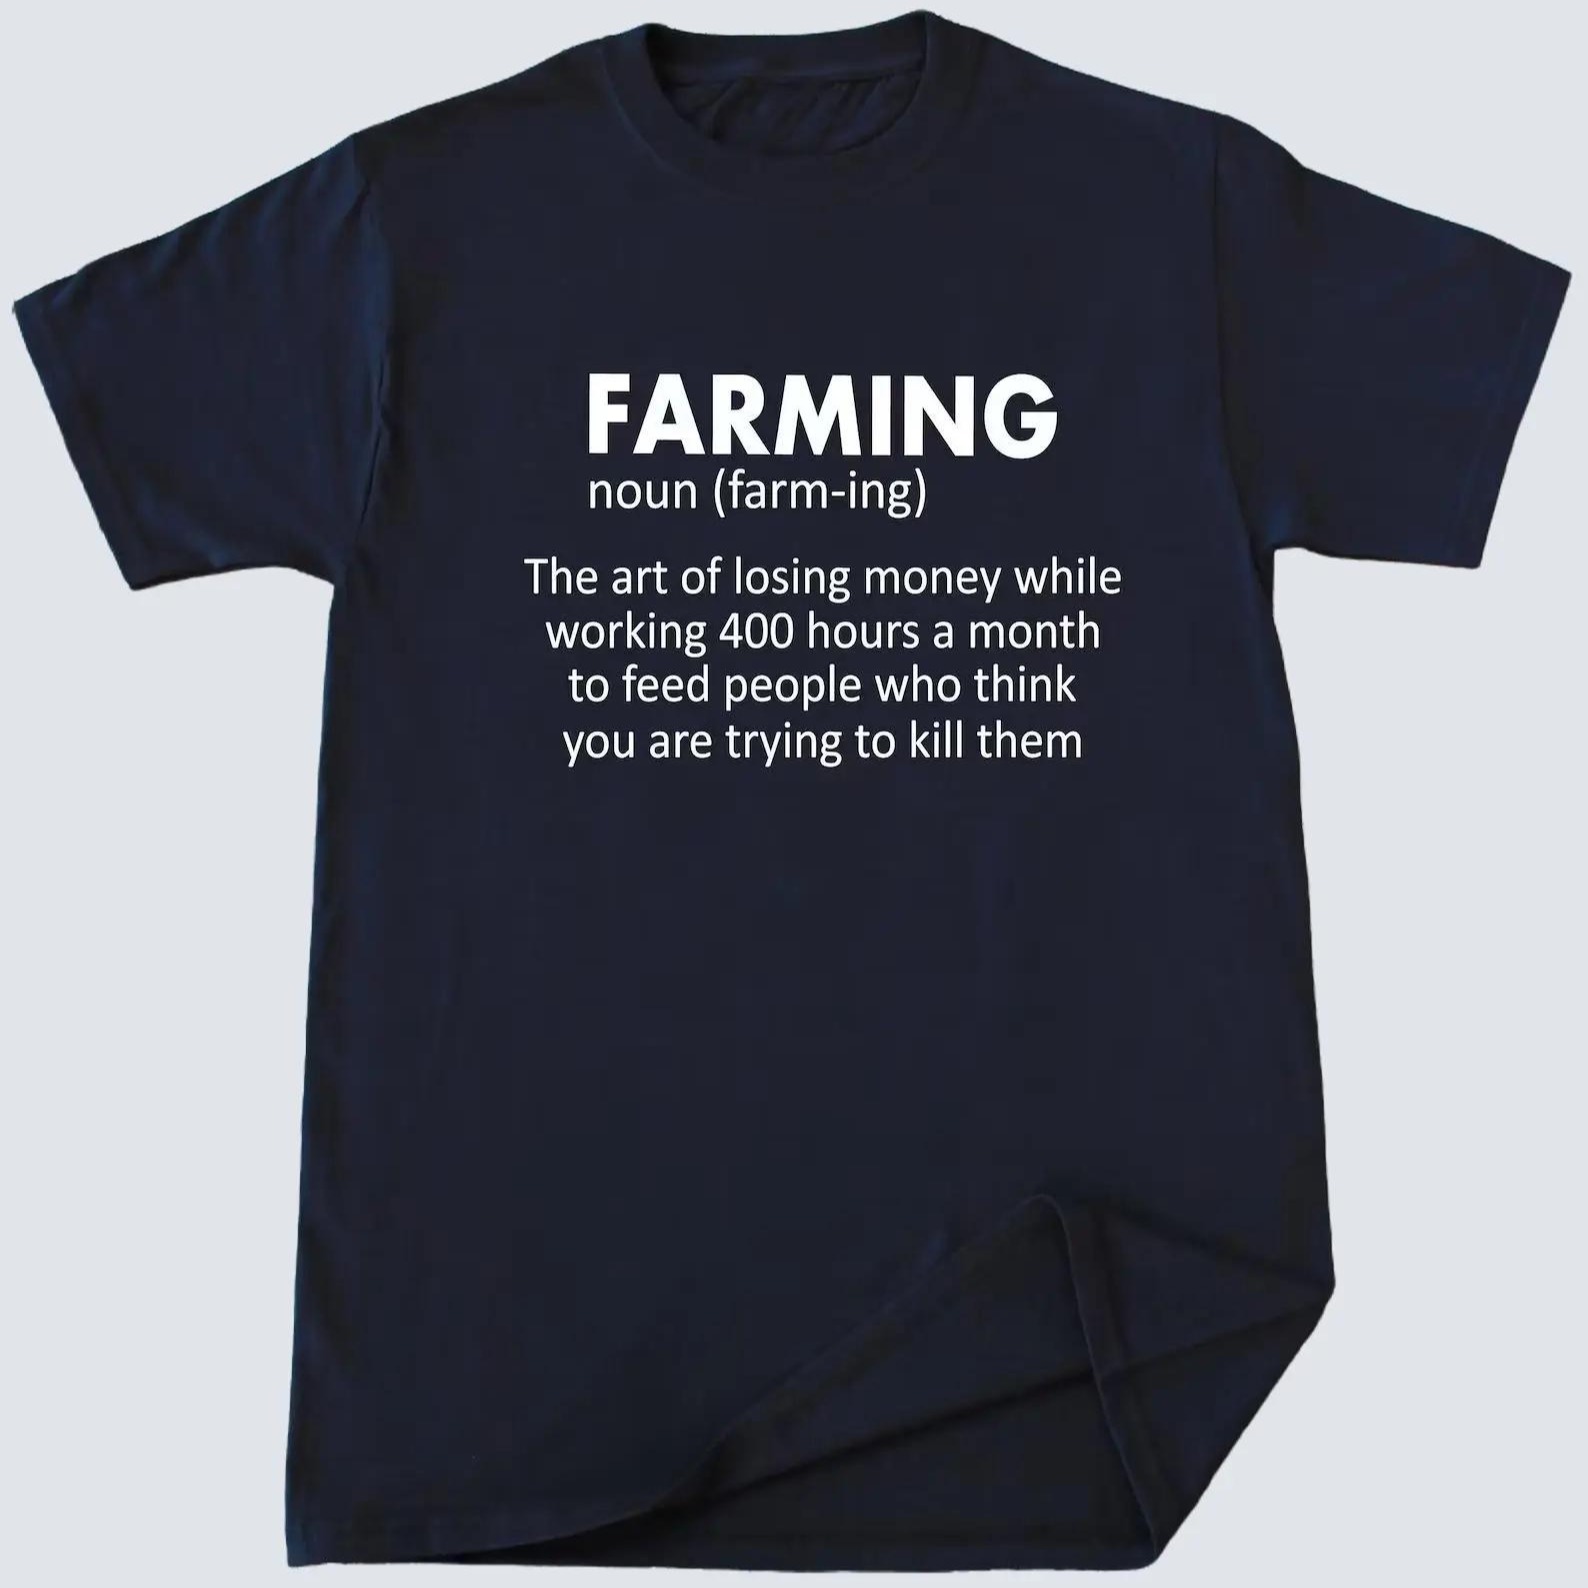 FARMING
noun (farm-ing)
The art of losing money while
working 400 hours a month
to feed people who think
you are trying to kill them